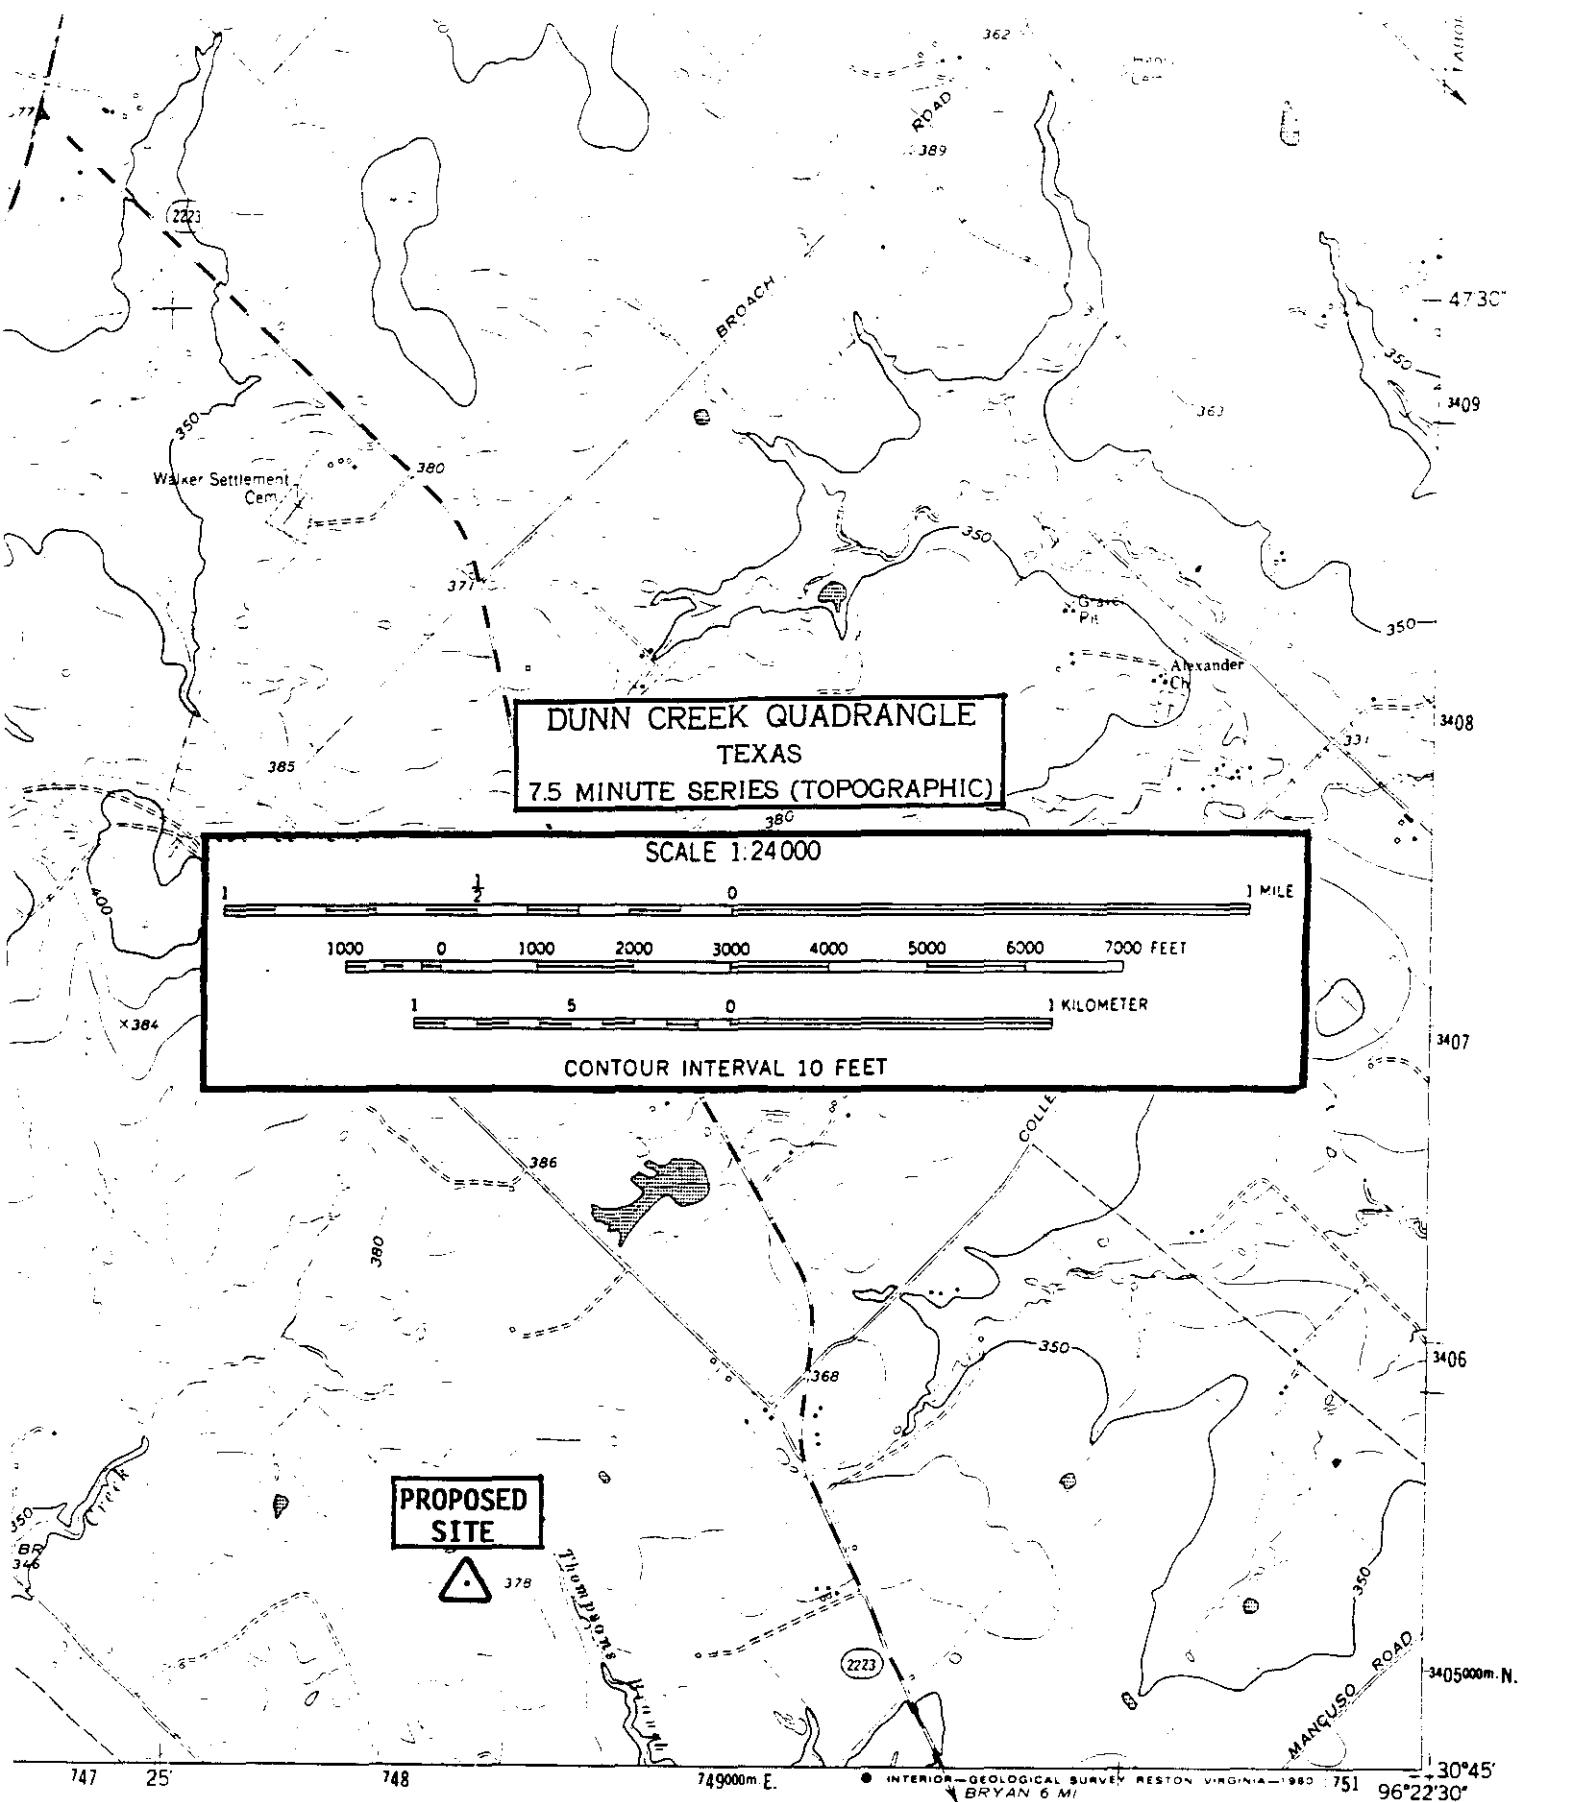 362
ROAD
389
2223
BROACH
47'30"
350
3409
363
350
380
Walker Settlement
Cem
350
371
Gravel
Pit
350
Alexander
Ch
DUNN CREEK QUADRANGLE
TEXAS
7.5 MINUTE SERIES (TOPOGRAPHIC)
3408
331
385
380
SCALE 1:24000
1 1/2 0 1 MILE
400
1000 0 1000 2000 3000 4000 5000 6000 7000 FEET
1 5 0 1 KILOMETER
×384
3407
CONTOUR INTERVAL 10 FEET
COLLE
386
380
350
3406
368
Creek
PROPOSED
SITE
350
BR
346
378
Thompsons
Branch
350
2223
MANCUSO ROAD
3405000m. N.
747 25' 748 749000m. E.
INTERIOR—GEOLOGICAL SURVEY RESTON VIRGINIA—1980
751
30°45'
96°22'30"
BRYAN 6 MI